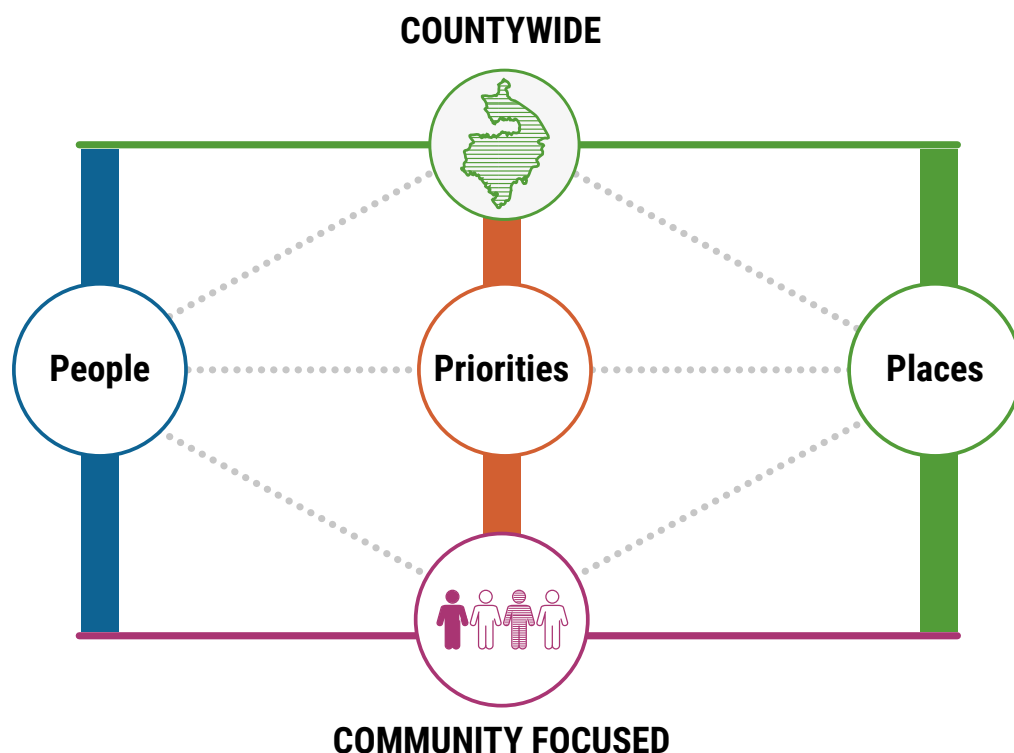 COUNTYWIDE
People
Priorities
Places
COMMUNITY FOCUSED